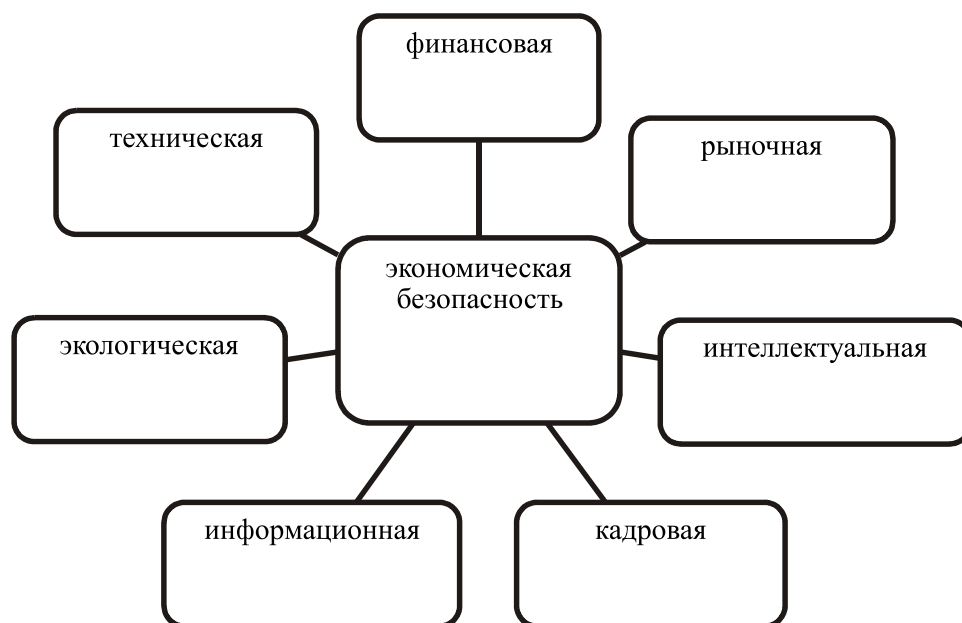 финансовая
техническая
рыночная
экономическая
безопасность
экологическая
интеллектуальная
информационная
кадровая